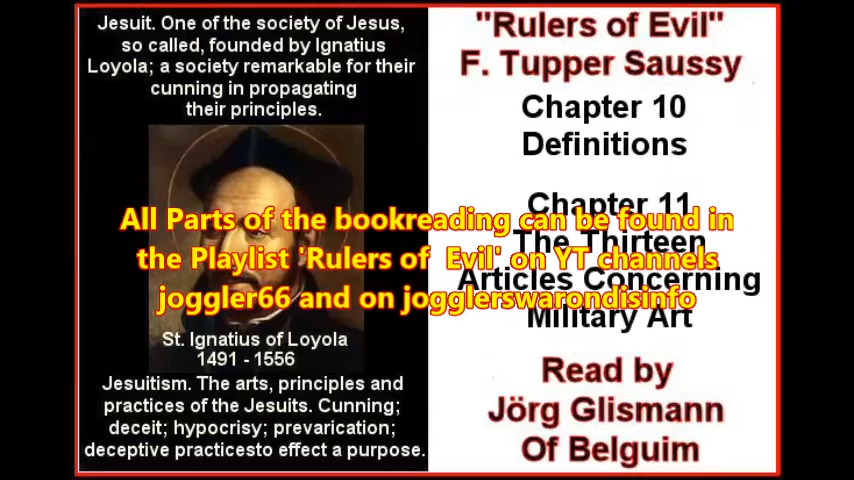 Jesuit. One of the society of Jesus,
so called, founded by Ignatius
Loyola; a society remarkable for their
cunning in propagating
their principles.
St. Ignatius of Loyola
1491 - 1556
Jesuitism. The arts, principles and
practices of the Jesuits. Cunning;
deceit; hypocrisy; prevarication;
deceptive practicesto effect a purpose.
"Rulers of Evil"
F. Tupper Saussy
Chapter 10
Definitions
Chapter 11
The Thirteen
Articles Concerning
Military Art
Read by
Jörg Glismann
Of Belguim
All Parts of the bookreading can be found in
the Playlist 'Rulers of Evil' on YT channels
joggler66 and on jogglerswarondisinfo